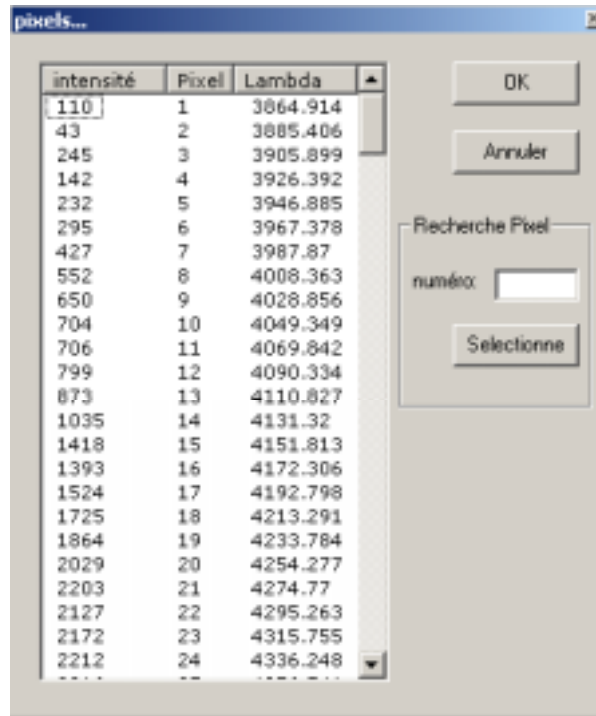 pixels...
intensité Pixel Lambda
110 1 3864.914
43 2 3885.406
245 3 3905.899
142 4 3926.392
232 5 3946.885
295 6 3967.378
427 7 3987.87
552 8 4008.363
650 9 4028.856
704 10 4049.349
706 11 4069.842
799 12 4090.334
873 13 4110.827
1035 14 4131.32
1418 15 4151.813
1393 16 4172.306
1524 17 4192.798
1725 18 4213.291
1864 19 4233.784
2029 20 4254.277
2203 21 4274.77
2127 22 4295.263
2172 23 4315.755
2212 24 4336.248
OK
Annuler
Recherche Pixel
numéro:
Selectionne